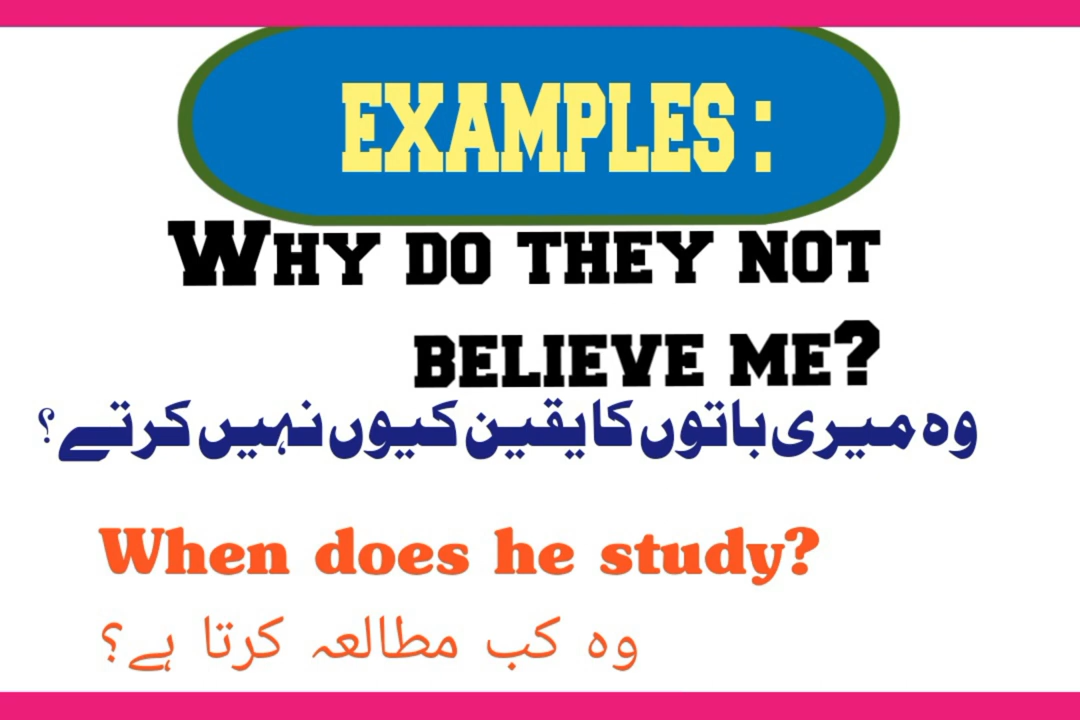 EXAMPLES:
WHY DO THEY NOT
BELIEVE ME?
وہ میری باتوں کا یقین کیوں نہیں کرتے؟
When does he study?
وہ کب مطالعہ کرتا ہے؟